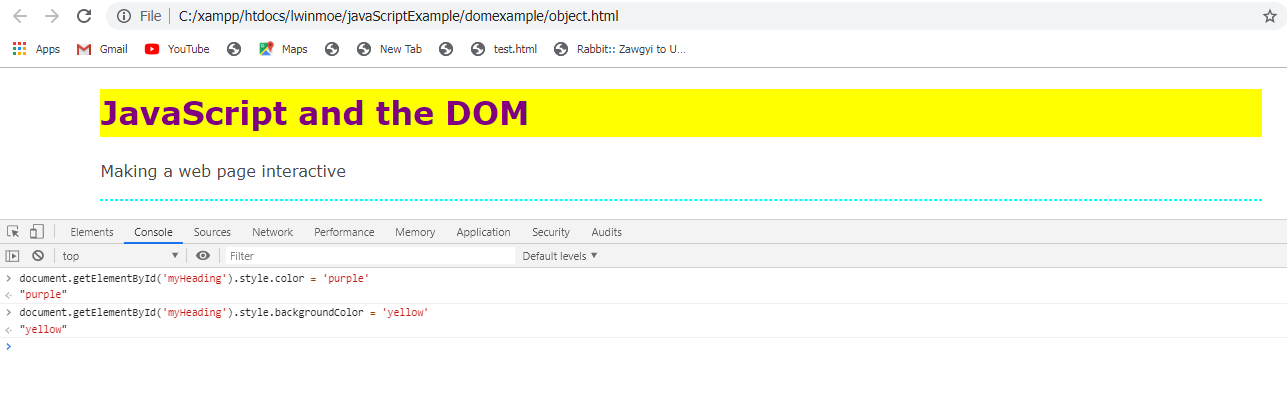 File C:/xampp/htdocs/lwinmoe/javaScriptExample/domexample/object.html
Apps Gmail YouTube Maps New Tab test.html Rabbit:: Zawgyi to U...
JavaScript and the DOM
Making a web page interactive
Elements Console Sources Network Performance Memory Application Security Audits
top Filter Default levels
document.getElementById('myHeading').style.color = 'purple'
"purple"
document.getElementById('myHeading').style.backgroundColor = 'yellow'
"yellow"